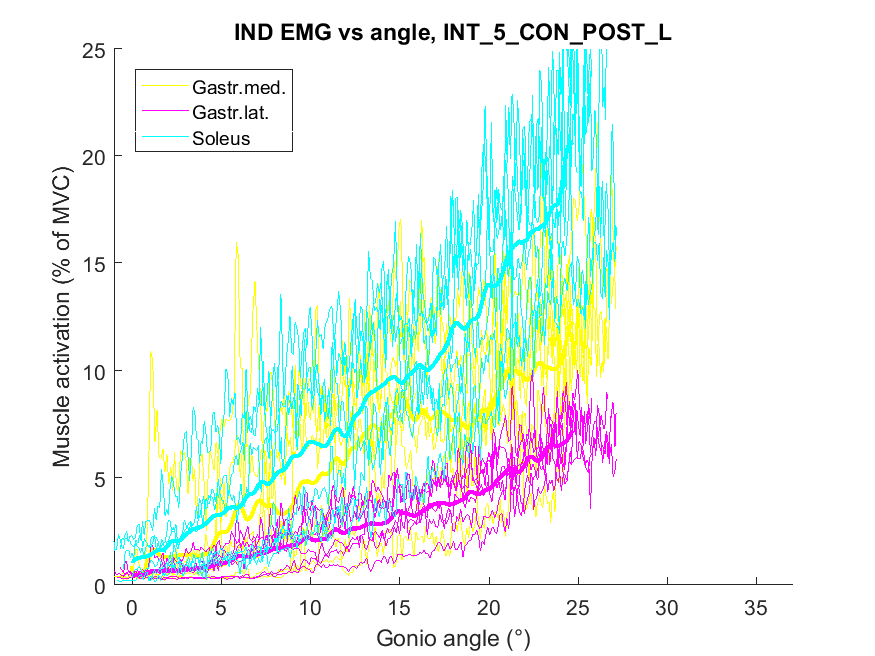 IND EMG vs angle, INT_5_CON_POST_L
25
20
15
10
5
0
Muscle activation (% of MVC)
Gastr.med.
Gastr.lat.
Soleus
0 5 10 15 20 25 30 35
Gonio angle (°)